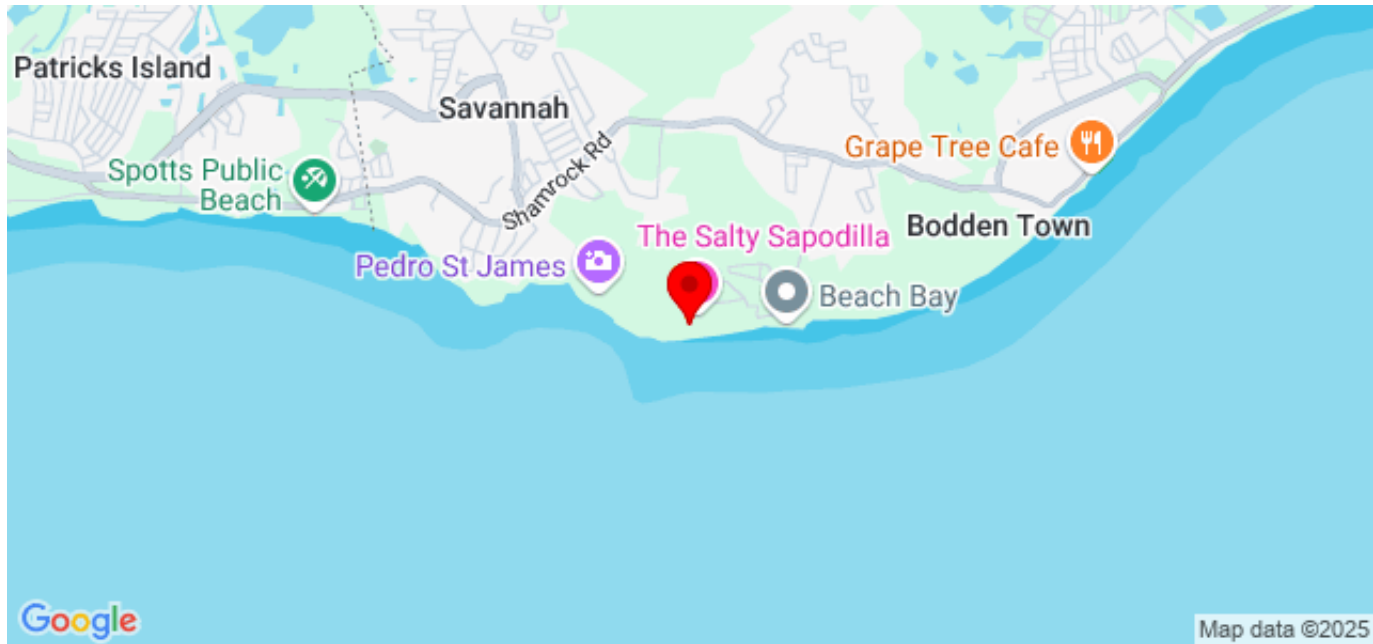 Patricks Island
Savannah
Spotts Public
Beach
Shamrock Rd
Grape Tree Cafe
Bodden Town
The Salty Sapodilla
Pedro St James
Beach Bay
Google
Map data ©2025